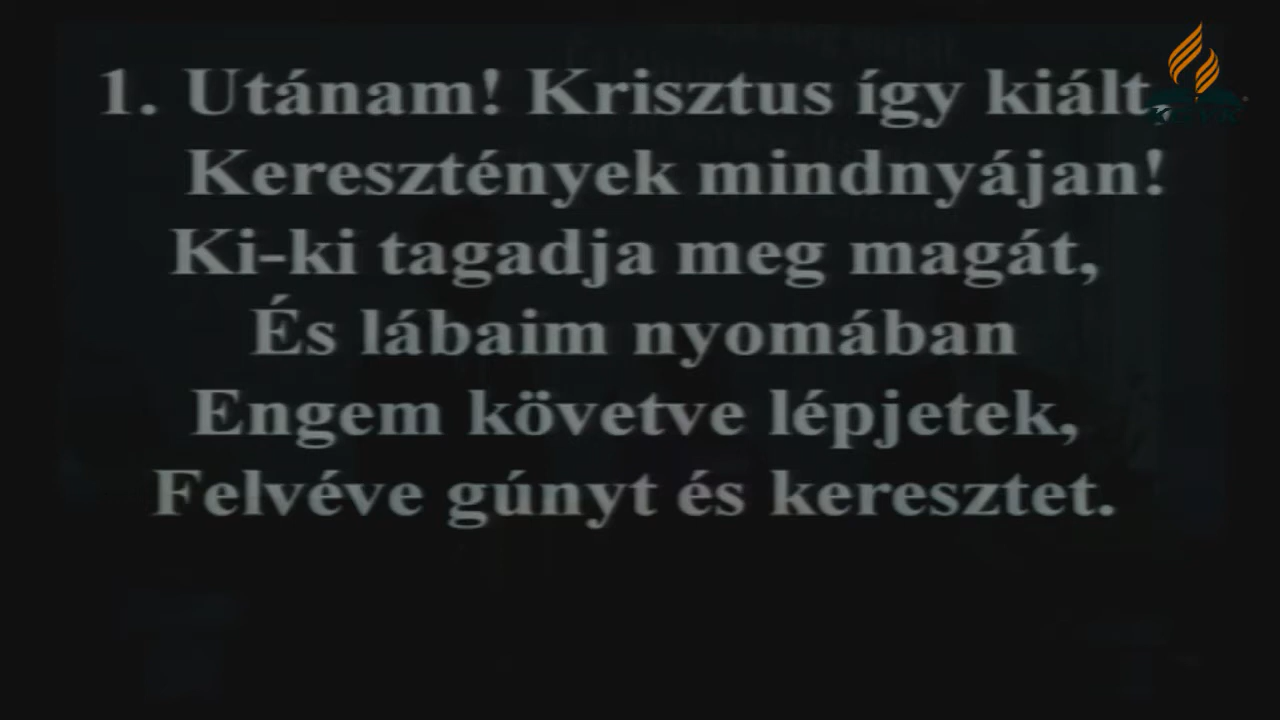 1. Utánam! Krisztus így kiált
Keresztények mindnyáján!
Ki-ki tagadja meg magát,
És lábaim nyomában
Engem követve lépjetek,
Felvéve gúnyt és keresztet.